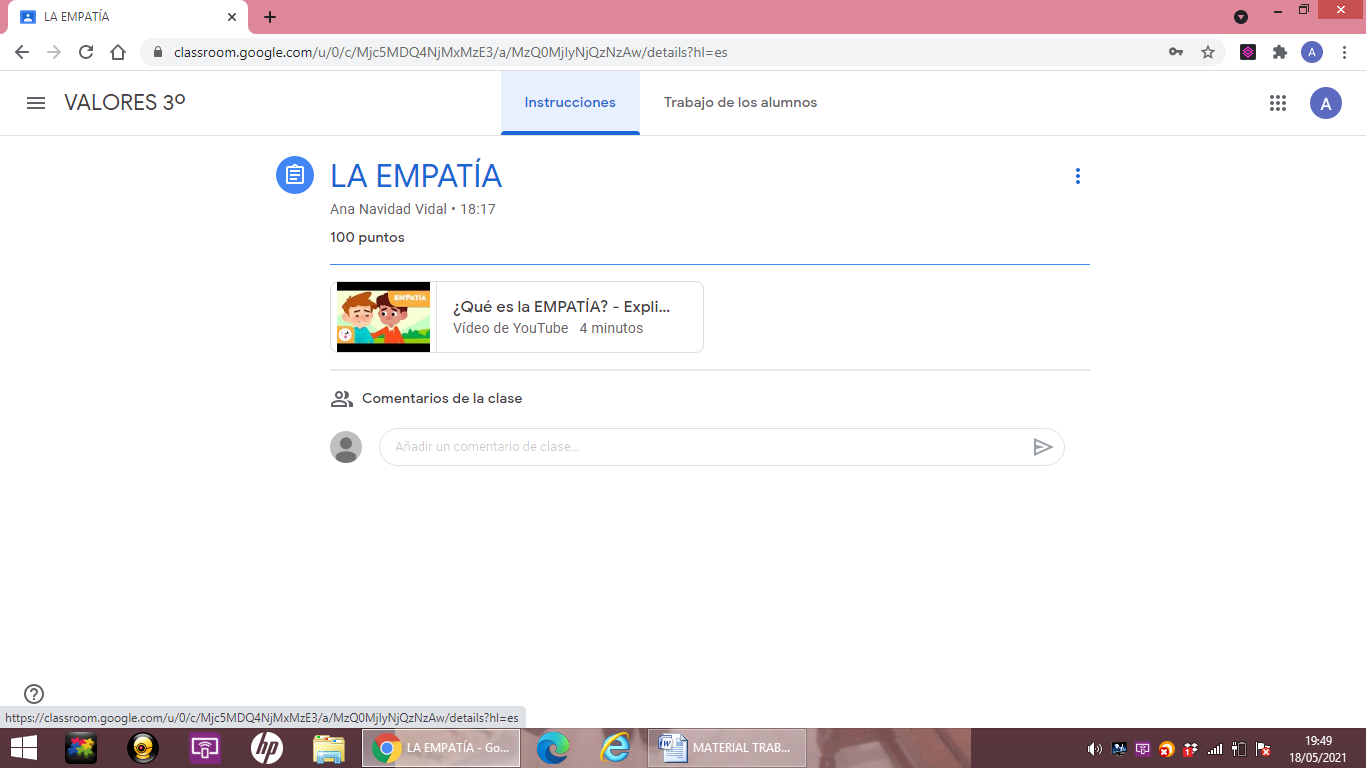 LA EMPATÍA
classroom.google.com/u/0/c/Mjc5MDQ4NjMxMzE3/a/MzQ0MjIyNjQzNzAw/details?hl=es
A
VALORES 3º
Instrucciones
Trabajo de los alumnos
A
LA EMPATÍA
Ana Navidad Vidal • 18:17
100 puntos
EMPATÍA
¿Qué es la EMPATÍA? - Expli...
Vídeo de YouTube 4 minutos
Comentarios de la clase
Añadir un comentario de clase...
https://classroom.google.com/u/0/c/Mjc5MDQ4NjMxMzE3/a/MzQ0MjIyNjQzNzAw/details?hl=es
hp
LA EMPATÍA - Go...
MATERIAL TRAB...
19:49
18/05/2021